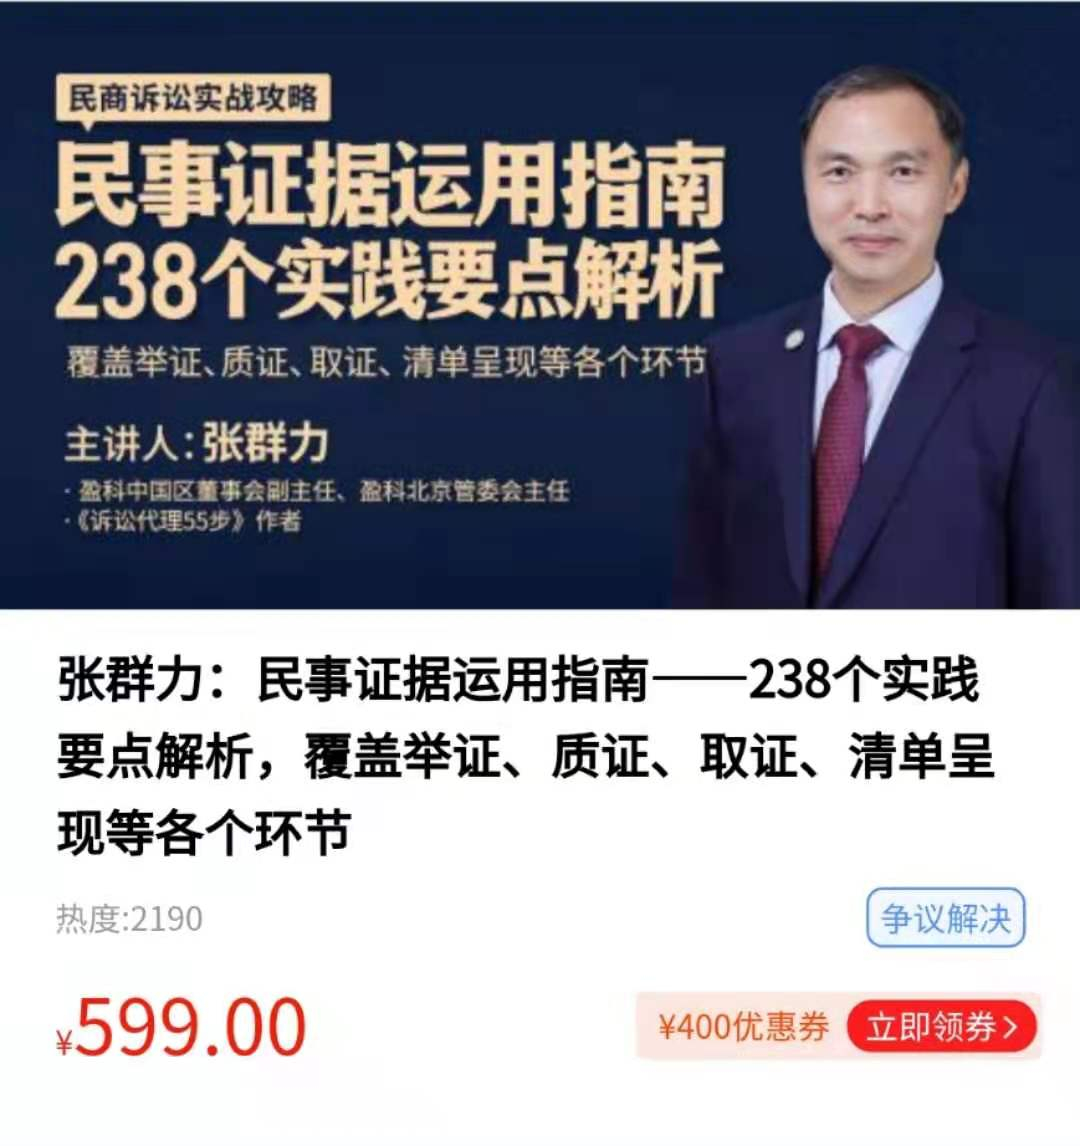 民商诉讼实战攻略
民事证据运用指南
238个实践要点解析
覆盖举证、质证、取证、清单呈现等各个环节
主讲人：张群力
·盈科中国区董事会副主任、盈科北京管委会主任
·《诉讼代理55步》作者
张群力：民事证据运用指南——238个实践
要点解析，覆盖举证、质证、取证、清单呈
现等各个环节
热度:2190
争议解决
¥599.00
¥400优惠券
立即领券>